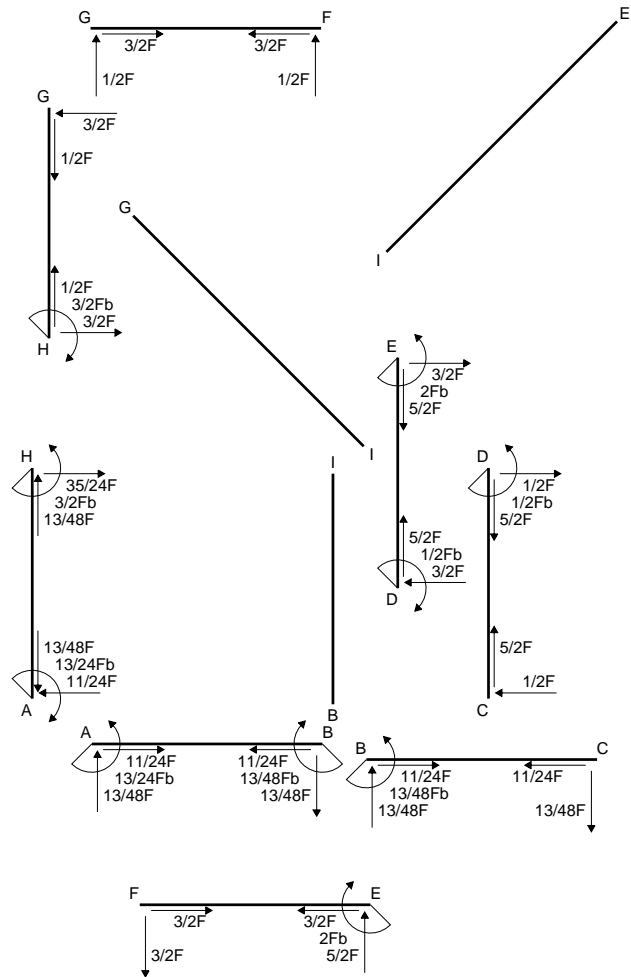 G F
3/2F 3/2F
1/2F 1/2F
E
G
3/2F
1/2F
1/2F
3/2Fb
3/2F
H
G
I
I
E
3/2F
2Fb
5/2F
5/2F
1/2Fb
3/2F
D
H
35/24F
3/2Fb
13/48F
13/48F
13/24Fb
11/24F
A
I
B
D
1/2F
1/2Fb
5/2F
5/2F
1/2F
C
A B
11/24F 11/24F
13/24Fb 13/48Fb
13/48F 13/48F
B C
11/24F 11/24F
13/48Fb
13/48F 13/48F
F E
3/2F 3/2F
2Fb
3/2F 5/2F